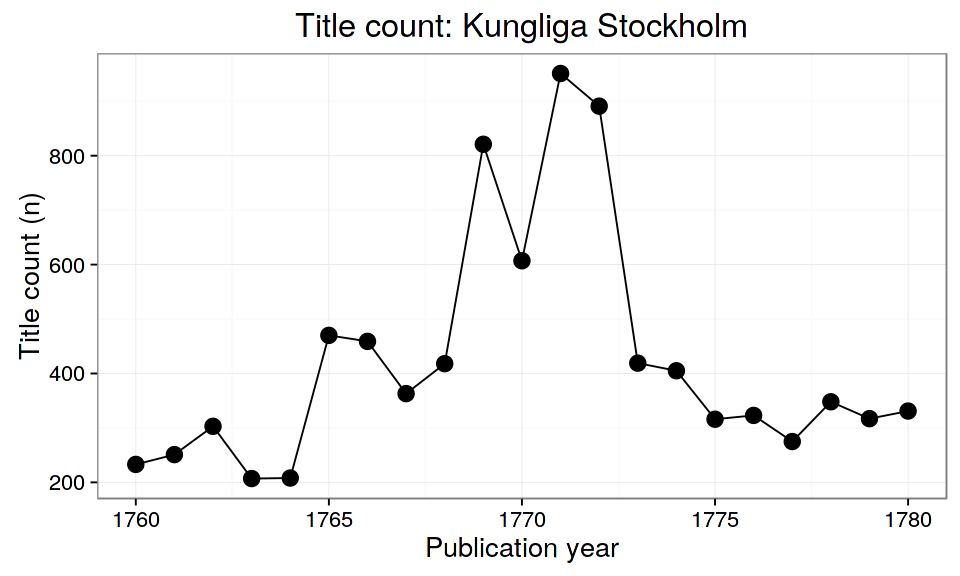 Title count: Kungliga Stockholm
Title count (n)
800
600
400
200
1760 1765 1770 1775 1780
Publication year